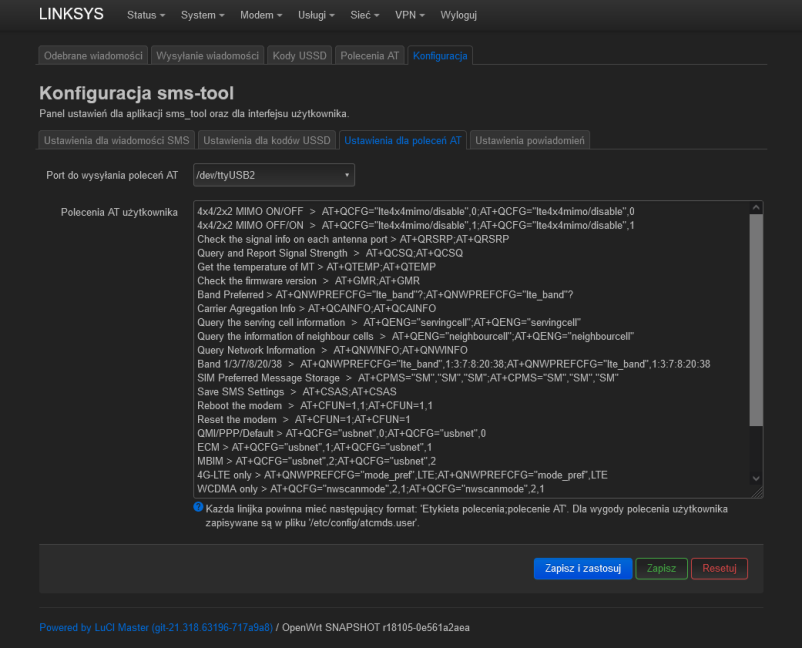 LINKSYS Status System Modem Usługi Sieć VPN Wyloguj
Odebrane wiadomości Wysyłanie wiadomości Kody USSD Polecenia AT Konfiguracja
Konfiguracja sms-tool
Panel ustawień dla aplikacji sms_tool oraz dla interfejsu użytkownika.
Ustawienia dla wiadomości SMS Ustawienia dla kodów USSD Ustawienia dla poleceń AT Ustawienia powiadomień
Port do wysyłania poleceń AT /dev/ttyUSB2
Polecenia AT użytkownika
4x4/2x2 MIMO ON/OFF > AT+QCFG="lte4x4mimo/disable",0;AT+QCFG="lte4x4mimo/disable",0
4x4/2x2 MIMO OFF/ON > AT+QCFG="lte4x4mimo/disable",1;AT+QCFG="lte4x4mimo/disable",1
Check the signal info on each antenna port > AT+QRSRP;AT+QRSRP
Query and Report Signal Strength > AT+QCSQ;AT+QCSQ
Get the temperature of MT > AT+QTEMP;AT+QTEMP
Check the firmware version > AT+GMR;AT+GMR
Band Preferred > AT+QNWPREFCFG="lte_band"?;AT+QNWPREFCFG="lte_band"?
Carrier Agregation Info > AT+QCAINFO;AT+QCAINFO
Query the serving cell information > AT+QENG="servingcell";AT+QENG="servingcell"
Query the information of neighbour cells > AT+QENG="neighbourcell";AT+QENG="neighbourcell"
Query Network Information > AT+QNWINFO;AT+QNWINFO
Band 1/3/7/8/20/38 > AT+QNWPREFCFG="lte_band",1:3:7:8:20:38;AT+QNWPREFCFG="lte_band",1:3:7:8:20:38
SIM Preferred Message Storage > AT+CPMS="SM","SM","SM";AT+CPMS="SM","SM","SM"
Save SMS Settings > AT+CSAS;AT+CSAS
Reboot the modem > AT+CFUN=1,1;AT+CFUN=1,1
Reset the modem > AT+CFUN=1;AT+CFUN=1
QMI/PPP/Default > AT+QCFG="usbnet",0;AT+QCFG="usbnet",0
ECM > AT+QCFG="usbnet",1;AT+QCFG="usbnet",1
MBIM > AT+QCFG="usbnet",2;AT+QCFG="usbnet",2
4G-LTE only > AT+QNWPREFCFG="mode_pref",LTE;AT+QNWPREFCFG="mode_pref",LTE
WCDMA only > AT+QCFG="nwscanmode",2,1;AT+QCFG="nwscanmode",2,1
Każda linijka powinna mieć następujący format: 'Etykieta polecenia;polecenie AT'. Dla wygody polecenia użytkownika
zapisywane są w pliku '/etc/config/atcmds.user'.
Zapisz i zastosuj Zapisz Resetuj
Powered by LuCI Master (git-21.318.63196-717a9a8) / OpenWrt SNAPSHOT r18105-0e561a2aea